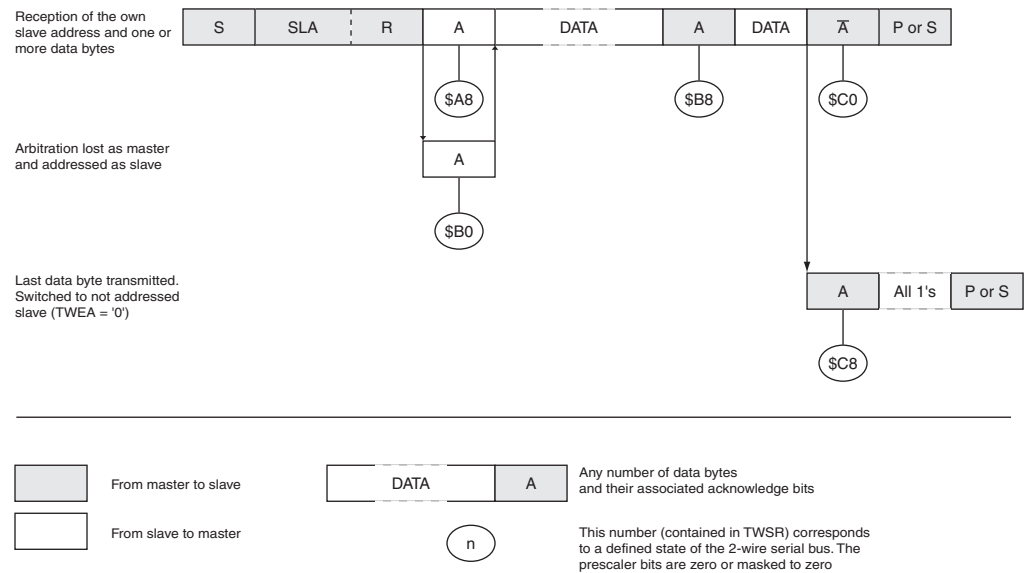 Reception of the own
slave address and one or
more data bytes
S SLA R A DATA A DATA A̅ P or S
$A8 $B8 $C0
Arbitration lost as master
and addressed as slave
A
$B0
Last data byte transmitted.
Switched to not addressed
slave (TWEA = '0')
A All 1's P or S
$C8
From master to slave
DATA A
Any number of data bytes
and their associated acknowledge bits
From slave to master
n
This number (contained in TWSR) corresponds
to a defined state of the 2-wire serial bus. The
prescaler bits are zero or masked to zero